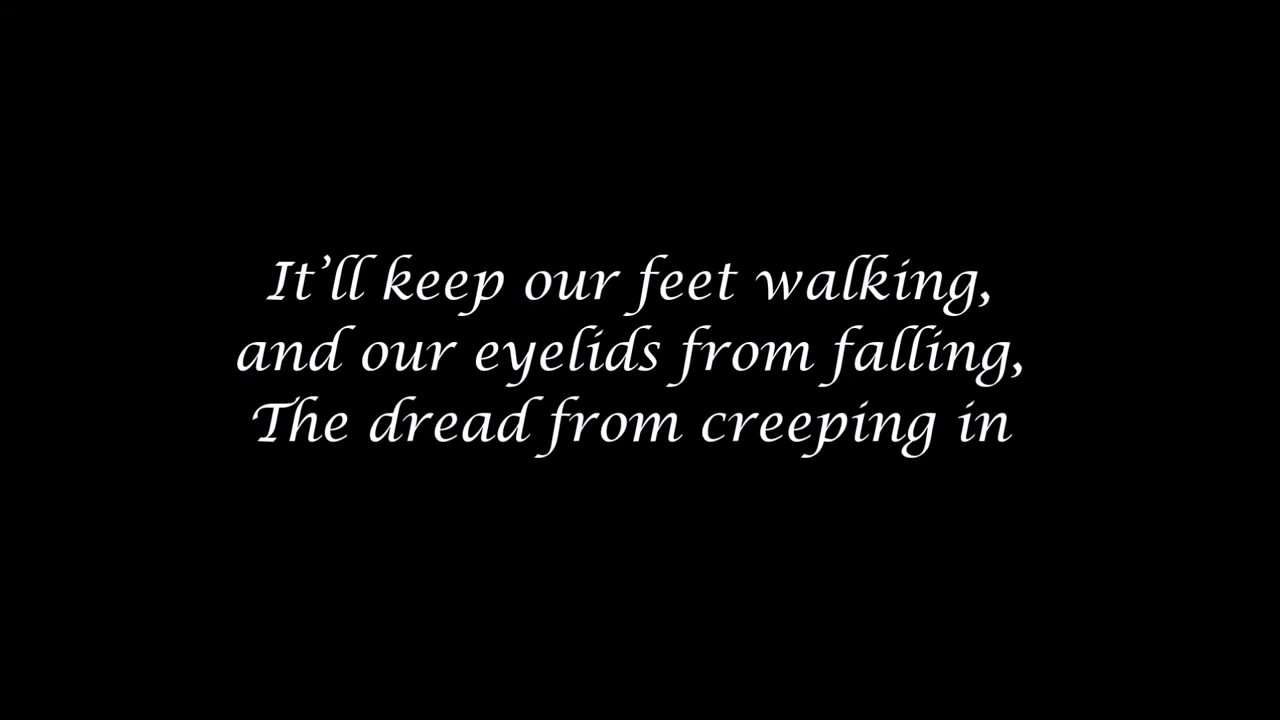 It’ll keep our feet walking,
and our eyelids from falling,
The dread from creeping in